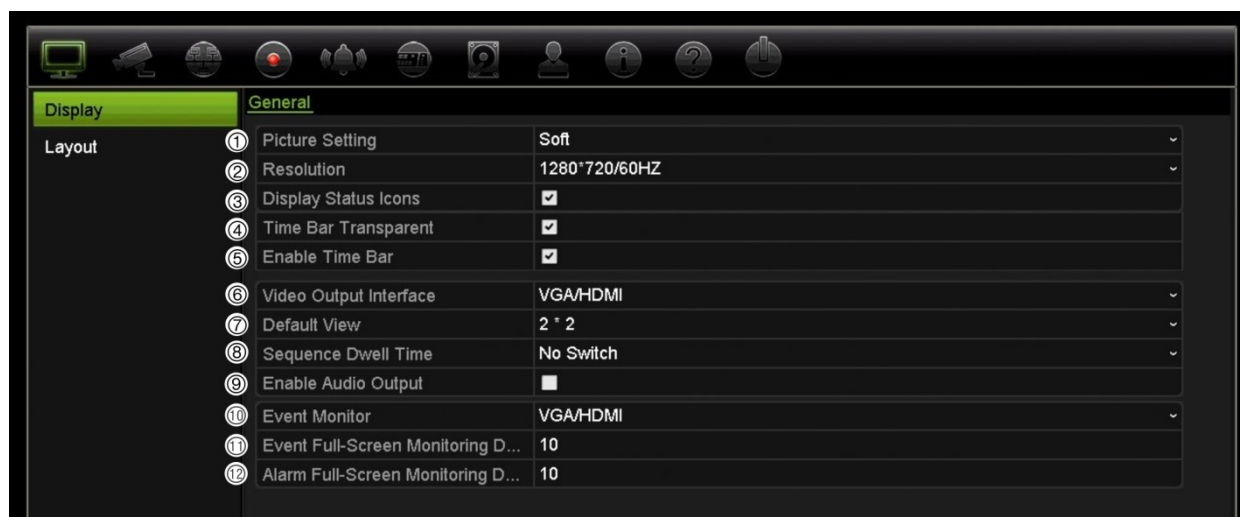 Display
General
Layout
① Picture Setting Soft
② Resolution 1280*720/60HZ
③ Display Status Icons
④ Time Bar Transparent
⑤ Enable Time Bar
⑥ Video Output Interface VGA/HDMI
⑦ Default View 2 * 2
⑧ Sequence Dwell Time No Switch
⑨ Enable Audio Output
⑩ Event Monitor VGA/HDMI
⑪ Event Full-Screen Monitoring D... 10
⑫ Alarm Full-Screen Monitoring D... 10